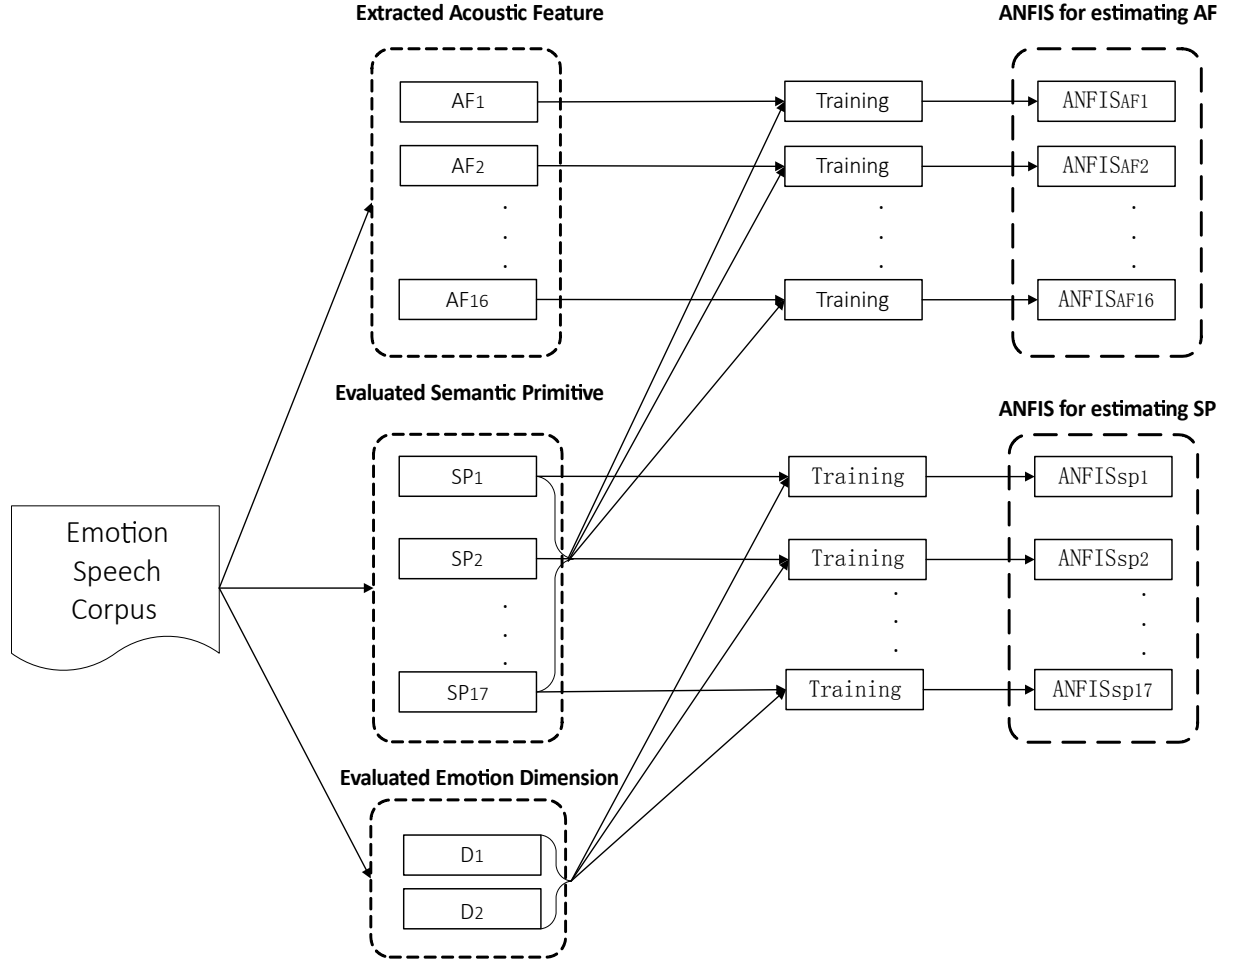 Extracted Acoustic Feature
ANFIS for estimating AF
AF1
Training
ANFISAF1
AF2
Training
ANFISAF2
AF16
Training
ANFISAF16
Evaluated Semantic Primitive
ANFIS for estimating SP
SP1
Training
ANFISsp1
Emotion
Speech
Corpus
SP2
Training
ANFISsp2
SP17
Training
ANFISsp17
Evaluated Emotion Dimension
D1
D2